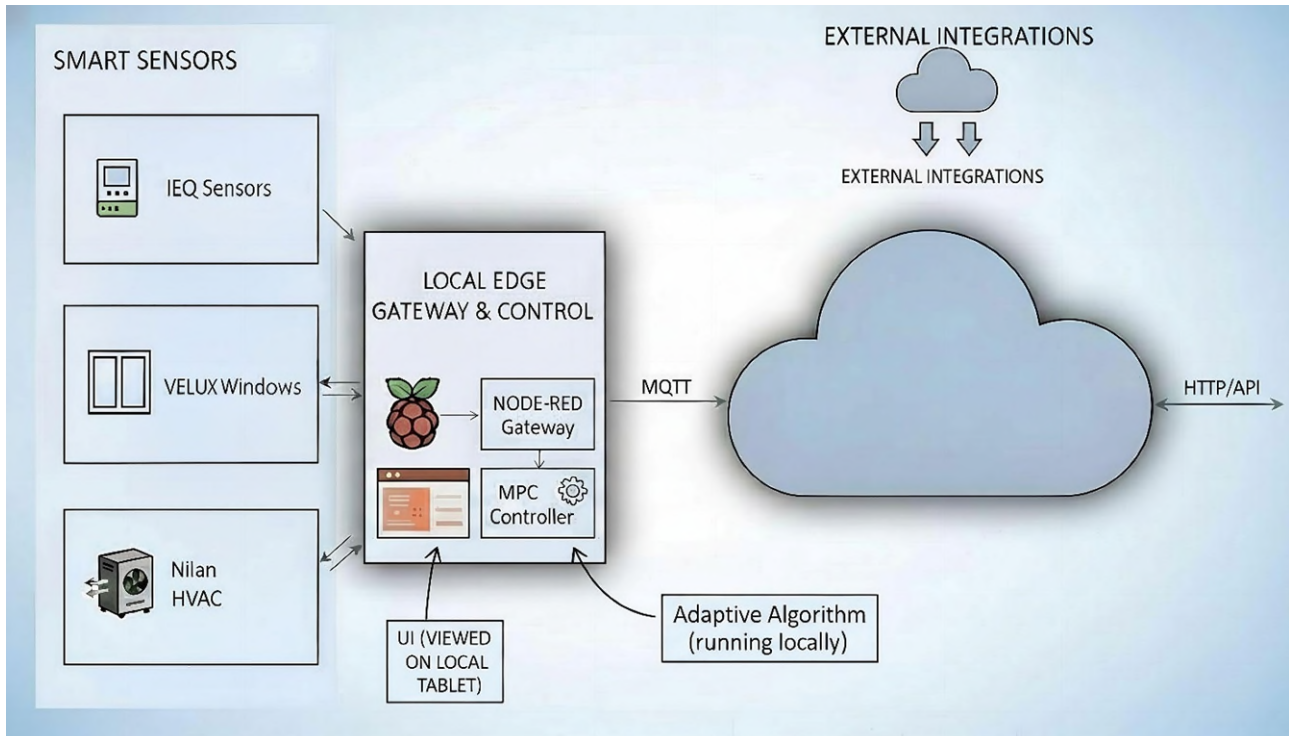 SMART SENSORS
IEQ Sensors
VELUX Windows
Nilan
HVAC
LOCAL EDGE
GATEWAY & CONTROL
NODE-RED
Gateway
MPC
Controller
UI (VIEWED
ON LOCAL
TABLET)
Adaptive Algorithm
(running locally)
MQTT
EXTERNAL INTEGRATIONS
EXTERNAL INTEGRATIONS
HTTP/API